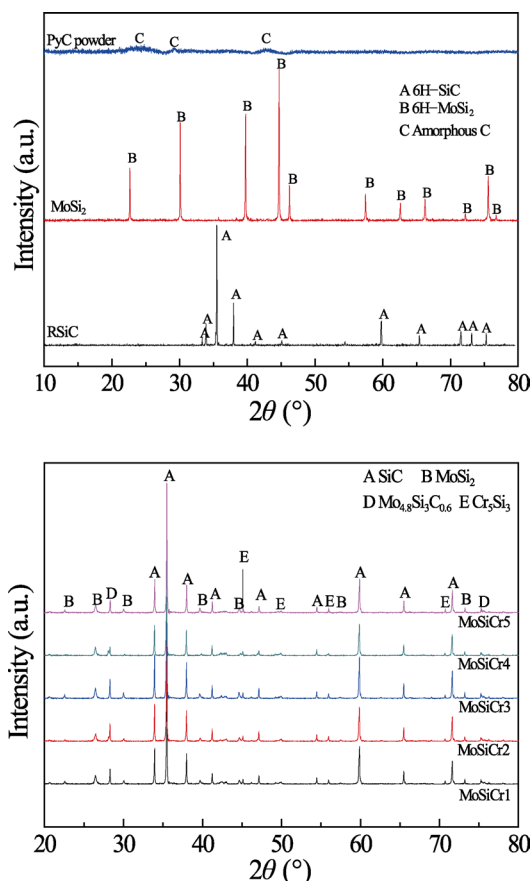 PyC powder
C
C
C
B
B
B
B
B
B
B
B
B
B
B
A 6H−SiC
B 6H−MoSi₂
C Amorphous C
MoSi₂
A
A
A
A
A
A
A
A
A
A
A
RSiC
Intensity (a.u.)
10 20 30 40 50 60 70 80
2θ (°)
A SiC B MoSi₂
D Mo₄.₈Si₃C₀.₆ E Cr₅Si₃
A
E
B B D B A A B A B A E A E B A A E A B D
MoSiCr5
MoSiCr4
MoSiCr3
MoSiCr2
MoSiCr1
Intensity (a.u.)
20 30 40 50 60 70 80
2θ (°)